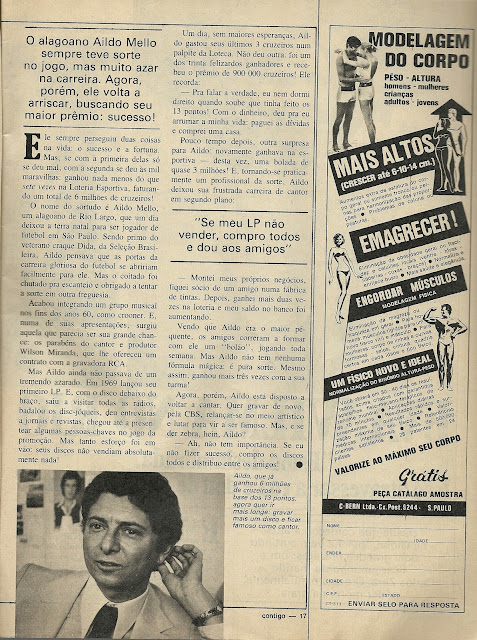 O alagoano Aildo Mello
sempre teve sorte
no jogo, mas muito azar
na carreira. Agora,
porém, ele volta a
arriscar, buscando seu
maior prêmio: sucesso!
Ele sempre perseguiu duas coisas
na vida: o sucesso e a fortuna.
Mas, se com a primeira delas só
se deu mal, com a segunda se deu às mil
maravilhas: ganhou nada menos do que
sete vezes na Loteria Esportiva, faturan-
do um total de 6 milhões de cruzeiros!
O nome do sortudo é Aildo Mello,
um alagoano de Rio Largo, que um dia
deixou a terra natal para ser jogador de
futebol em São Paulo. Sendo primo do
veterano craque Dida, da Seleção Brasi-
leira, Aildo pensava que as portas da
carreira gloriosa do futebol se abririam
facilmente para ele. Mas o coitado foi
chutado pra escanteio e obrigado a tentar
a sorte em outra freguesia.
Acabou integrando um grupo musical
nos fins dos anos 60, como crooner. E,
numa de suas apresentações, surgiu
aquela que parecia ser sua grande chan-
ce: os parabéns do cantor e produtor
Wilson Miranda, que lhe ofereceu um
contrato com a gravadora RCA.
Mas ainda não passava de um
tremendo azarado. Em 1969 lançou seu
primeiro LP. E, com o disco debaixo do
braço, saiu a visitar todas as rádios,
badalou os disc-jóqueis, deu entrevistas
a jornais e revistas, chegou até a presen-
tear algumas pessoas-chaves no jogo da
promoção. Mas tanto esforço foi em
vão: seus discos não vendiam absoluta-
mente nada!
Um dia, sem maiores esperanças, Ail-
do gastou seus últimos 3 cruzeiros num
palpite da Loteca. Não deu outra: foi um
dos trinta felizardos ganhadores e rece-
beu o prêmio de 900 000 cruzeiros! Ele
recorda:
— Pra falar a verdade, eu nem dormi
direito quando soube que tinha feito os
13 pontos! Com o dinheiro, deu pra eu
arrumar a minha vida: paguei as dívidas
e comprei uma casa.
Pouco tempo depois, outra surpresa
para Aildo: novamente ganhava na es-
portiva — desta vez, uma bolada de
quase 3 milhões! E, tornando-se pratica-
mente um profissional da sorte, Aildo
deixou sua frustrada carreira de cantor
em segundo plano:
"Se meu LP não
vender, compro todos
e dou aos amigos"
— Montei meus próprios negócios,
fiquei sócio de um amigo numa fábrica
de tintas. Depois, ganhei mais duas vezes
na loteria e meu saldo no banco foi
aumentando.
Vendo que Aildo era o maior pé-
quente, os amigos correram a formar
com ele o "bolão", jogando toda
semana. Mas Aildo não tem nenhuma
fórmula mágica: é pura sorte. Mesmo
assim, ganhou mais três vezes com a sua
turma!
Agora, porém, Aildo está disposto a
voltar a cantar. Quer gravar de novo,
pela CBS, relançar-se no meio artístico
e lutar para vir a ser famoso. Mas, e se
der zebra, hein, Aildo?
— Ah, não tem importância. Se eu
não fizer sucesso, compro os discos
todos e distribuo entre os amigos!
Aildo, que já
ganhou 6 milhões
de cruzeiros na
base dos 13 pontos,
agora quer ir
mais longe: gravar
mais um disco e ficar
famoso como cantor.
contigo — 17
MODELAGEM
DO CORPO
PÊSO - ALTURA
homens - mulheres
crianças
adultos - jovens
MAIS ALTOS
(CRESCER até 6-10-14 cm.)
EMAGRECER!
ENGORDAR MÚSCULOS
MODELAGEM FISICA
UM FÍSICO NOVO E IDEAL
NORMALIZAÇÃO DO BINÔMIO ALTURA-PESO
VALORIZE AO MÁXIMO SEU CORPO
Grátis
PEÇA CATÁLAGO AMOSTRA
C-BERN Ltda.-Cx.Post.8244 - S.PAULO
NOME
IDADE
ENDER
CIDADE
C.E.P. ESTADO
ENVIAR SELO PARA RESPOSTA